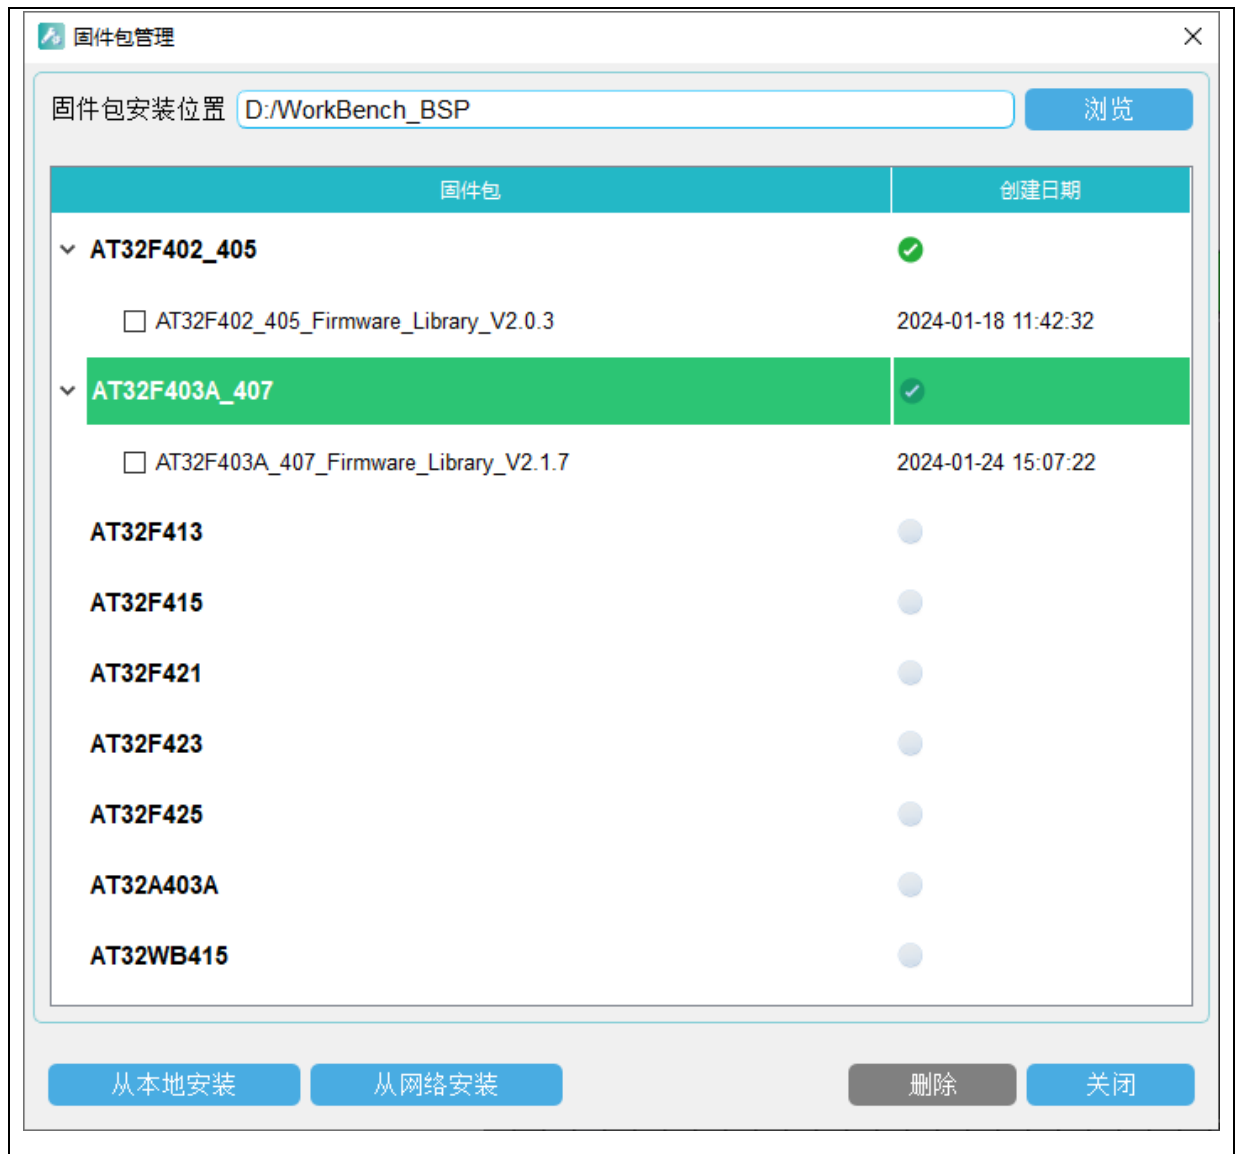 固件包管理
固件包安装位置 D:/WorkBench_BSP 浏览
固件包 创建日期
AT32F402_405
AT32F402_405_Firmware_Library_V2.0.3 2024-01-18 11:42:32
AT32F403A_407
AT32F403A_407_Firmware_Library_V2.1.7 2024-01-24 15:07:22
AT32F413
AT32F415
AT32F421
AT32F423
AT32F425
AT32A403A
AT32WB415
从本地安装 从网络安装 删除 关闭